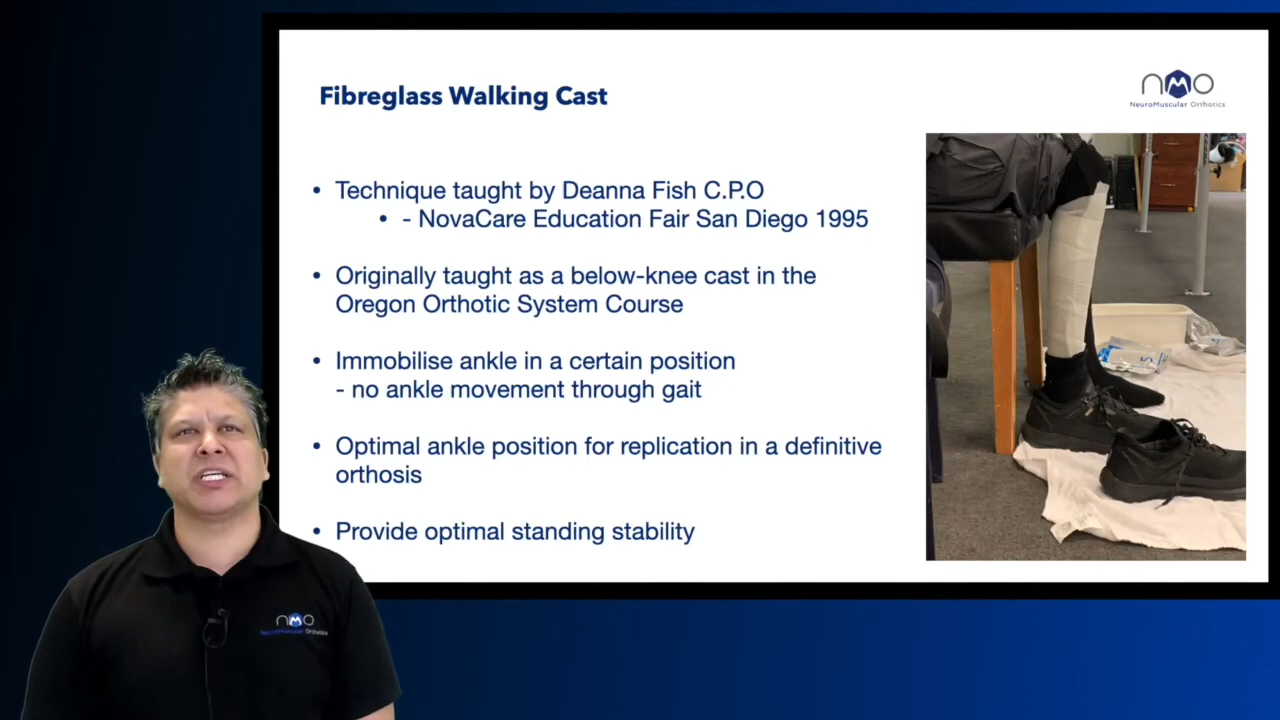 Fibreglass Walking Cast
NMO
NeuroMuscular Orthotics
• Technique taught by Deanna Fish C.P.O
• - NovaCare Education Fair San Diego 1995
• Originally taught as a below-knee cast in the
Oregon Orthotic System Course
• Immobilise ankle in a certain position
- no ankle movement through gait
• Optimal ankle position for replication in a definitive
orthosis
• Provide optimal standing stability
NMO
NeuroMuscular Orthotics